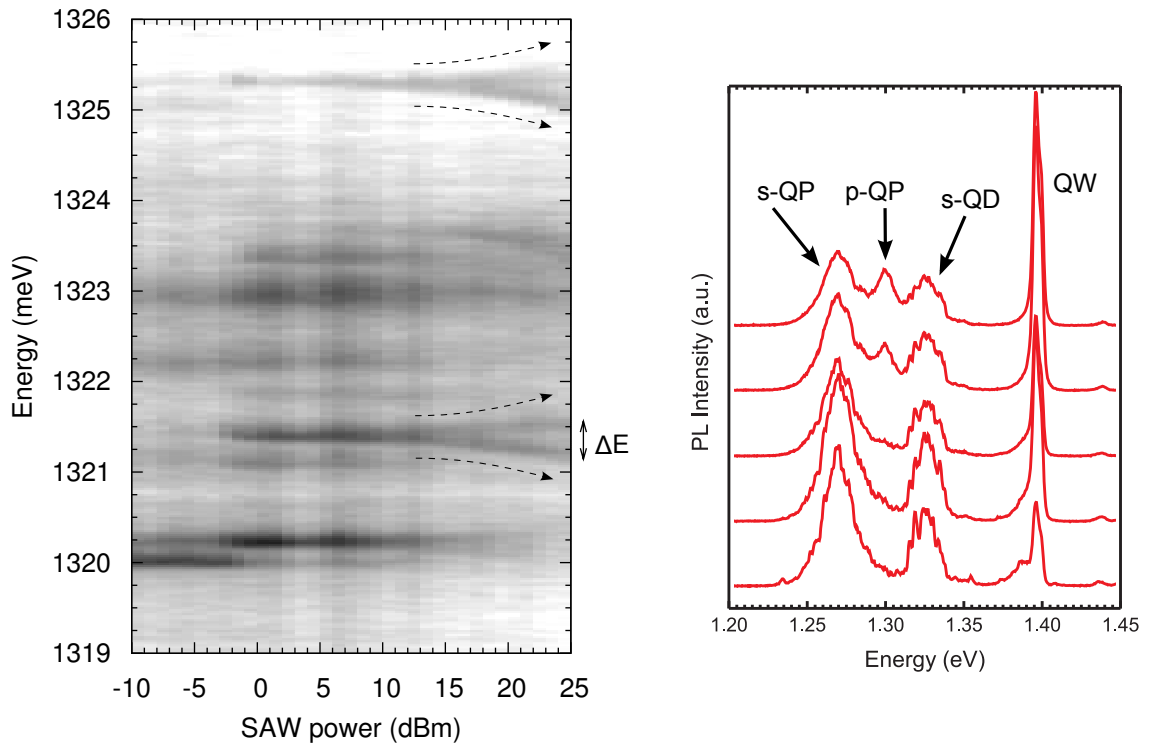 1326
1325
1324
1323
1322
1321
1320
1319
Energy (meV)
-10 -5 0 5 10 15 20 25
SAW power (dBm)
ΔE
PL Intensity (a.u.)
s-QP
p-QP
s-QD
QW
1.20 1.25 1.30 1.35 1.40 1.45
Energy (eV)